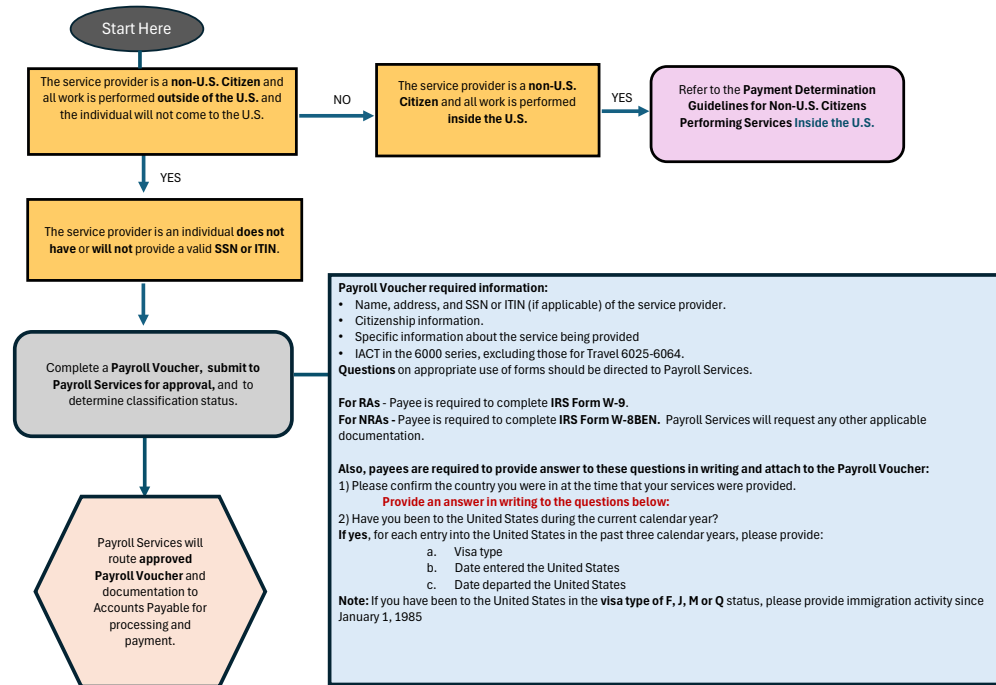 Start Here
The service provider is a non-U.S. Citizen and
all work is performed outside of the U.S. and
the individual will not come to the U.S.
NO
The service provider is a non-U.S.
Citizen and all work is performed
inside the U.S.
YES
Refer to the Payment Determination
Guidelines for Non-U.S. Citizens
Performing Services Inside the U.S.
YES
The service provider is an individual does not
have or will not provide a valid SSN or ITIN.
Complete a Payroll Voucher, submit to
Payroll Services for approval, and to
determine classification status.
Payroll Voucher required information:
• Name, address, and SSN or ITIN (if applicable) of the service provider.
• Citizenship information.
• Specific information about the service being provided
• IACT in the 6000 series, excluding those for Travel 6025-6064.
Questions on appropriate use of forms should be directed to Payroll Services.
For RAs - Payee is required to complete IRS Form W-9.
For NRAs - Payee is required to complete IRS Form W-8BEN. Payroll Services will request any other applicable
documentation.
Also, payees are required to provide answer to these questions in writing and attach to the Payroll Voucher:
1) Please confirm the country you were in at the time that your services were provided.
Provide an answer in writing to the questions below:
2) Have you been to the United States during the current calendar year?
If yes, for each entry into the United States in the past three calendar years, please provide:
a. Visa type
b. Date entered the United States
c. Date departed the United States
Note: If you have been to the United States in the visa type of F, J, M or Q status, please provide immigration activity since
January 1, 1985
Payroll Services will
route approved
Payroll Voucher and
documentation to
Accounts Payable for
processing and
payment.